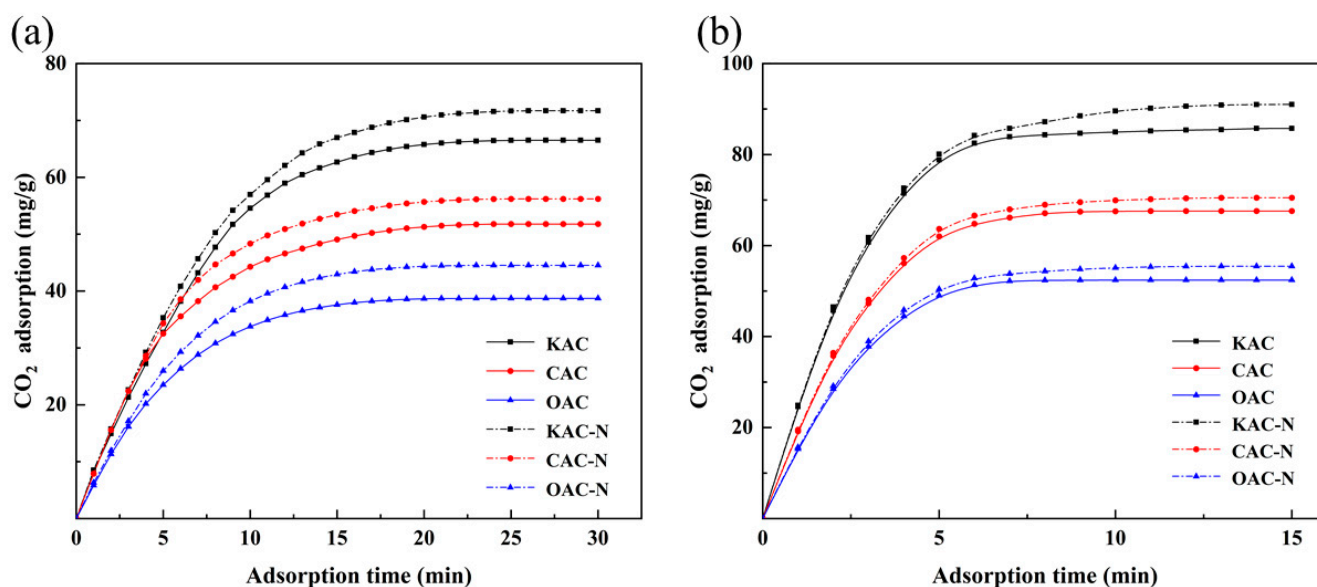 (a)
CO₂ adsorption (mg/g)
80
60
40
20
0
5
10
15
20
25
30
Adsorption time (min)
KAC
CAC
OAC
KAC-N
CAC-N
OAC-N
(b)
CO₂ adsorption (mg/g)
100
80
60
40
20
0
5
10
15
Adsorption time (min)
KAC
CAC
OAC
KAC-N
CAC-N
OAC-N